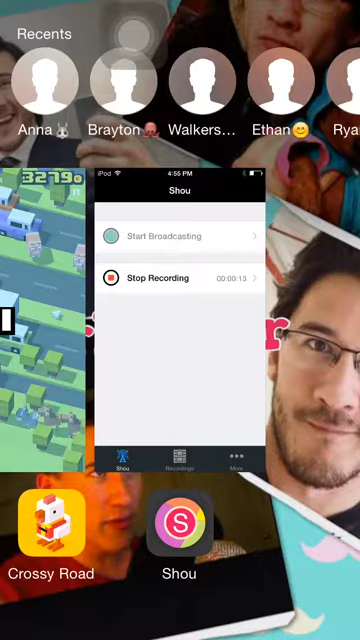 Recents
Anna🐰 Brayton🐙 Walkers... Ethan😊 Rya
3279
iPod 4:55 PM
Shou
Start Broadcasting
Stop Recording 00:00:13
Shou Recordings More
S
Crossy Road Shou